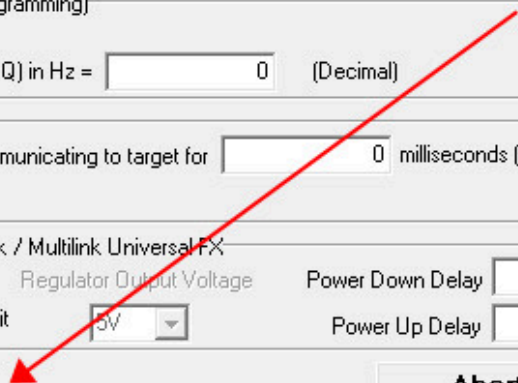 gramming)
Q) in Hz = 0 (Decimal)
municating to target for 0 milliseconds (
k / Multilink Universal FX
Regulator Output Voltage Power Down Delay
it 5V Power Up Delay
Abort